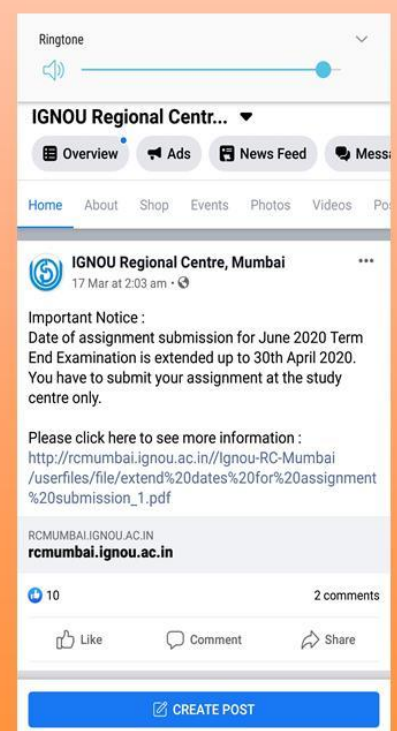 Ringtone
IGNOU Regional Centr...
Overview Ads News Feed Messa
Home About Shop Events Photos Videos Po
IGNOU Regional Centre, Mumbai
17 Mar at 2:03 am
Important Notice :
Date of assignment submission for June 2020 Term
End Examination is extended up to 30th April 2020.
You have to submit your assignment at the study
centre only.
Please click here to see more information :
http://rcmumbai.ignou.ac.in//Ignou-RC-Mumbai
/userfiles/file/extend%20dates%20for%20assignment
%20submission_1.pdf
RCMUMBAI.IGNOU.AC.IN
rcmumbai.ignou.ac.in
10 2 comments
Like Comment Share
CREATE POST